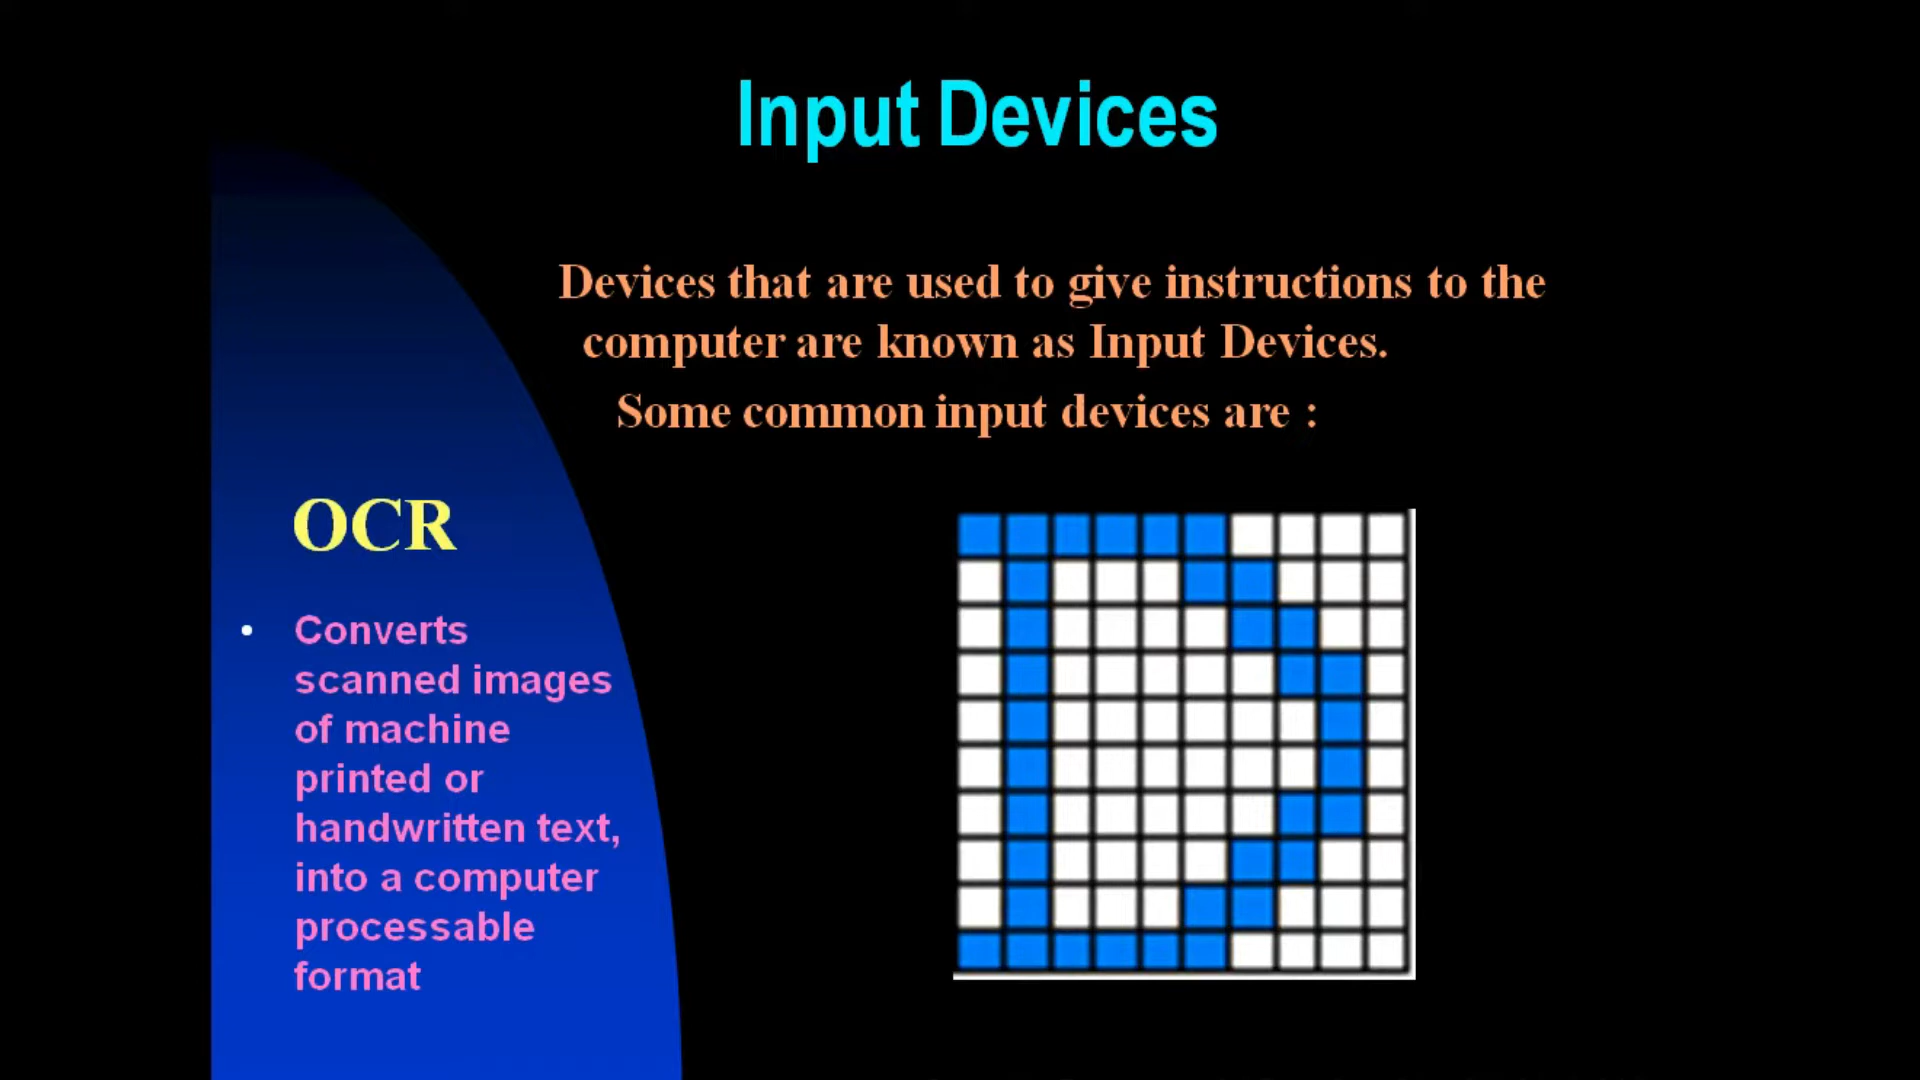 Input Devices
Devices that are used to give instructions to the
computer are known as Input Devices.
Some common input devices are :
OCR
• Converts
scanned images
of machine
printed or
handwritten text,
into a computer
processable
format